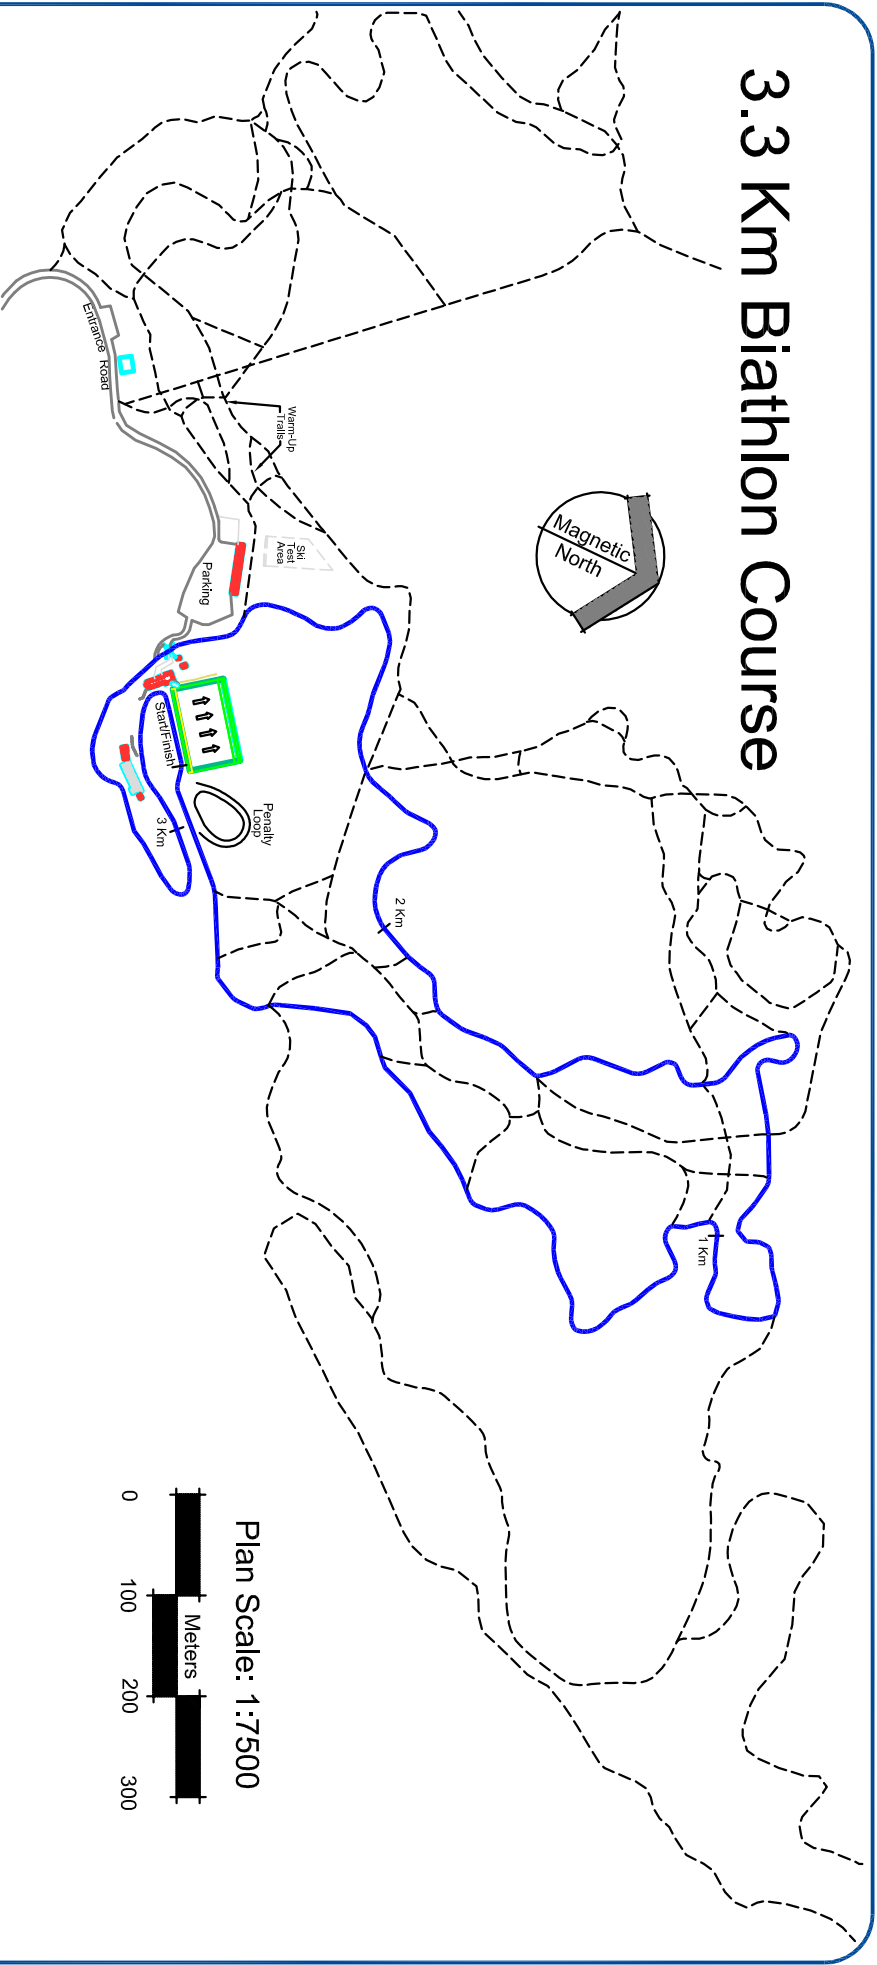 3.3 Km Biathlon Course
Magnetic
North
Entrance Road
Warm-Up
Trails
Ski
Test
Area
Parking
Start/Finish
Penalty
Loop
3 Km
2 Km
1 Km
Plan Scale: 1:7500
Meters
0 100 200 300